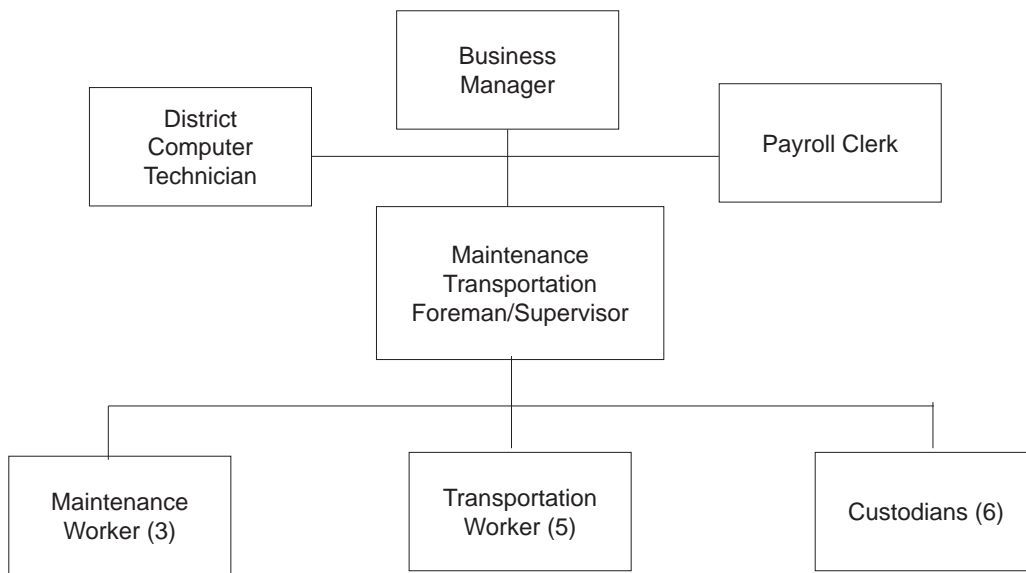 Business
Manager
District
Computer
Technician
Payroll Clerk
Maintenance
Transportation
Foreman/Supervisor
Maintenance
Worker (3)
Transportation
Worker (5)
Custodians (6)